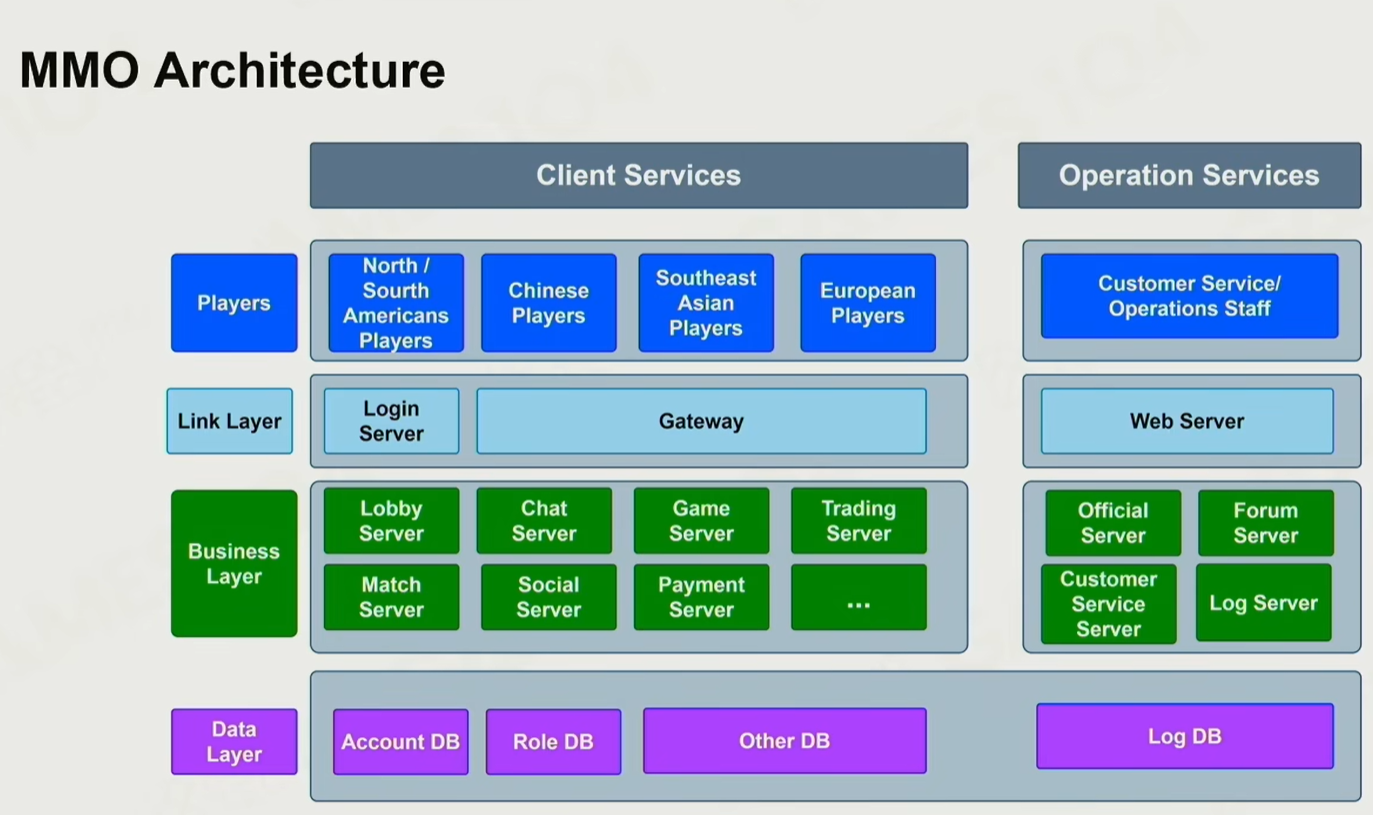 MMO Architecture
Client Services
Operation Services
Players
North /
Sourth
Americans
Players
Chinese
Players
Southeast
Asian
Players
European
Players
Customer Service/
Operations Staff
Link Layer
Login
Server
Gateway
Web Server
Business
Layer
Lobby
Server
Chat
Server
Game
Server
Trading
Server
Match
Server
Social
Server
Payment
Server
...
Official
Server
Forum
Server
Customer
Service
Server
Log Server
Data
Layer
Account DB
Role DB
Other DB
Log DB